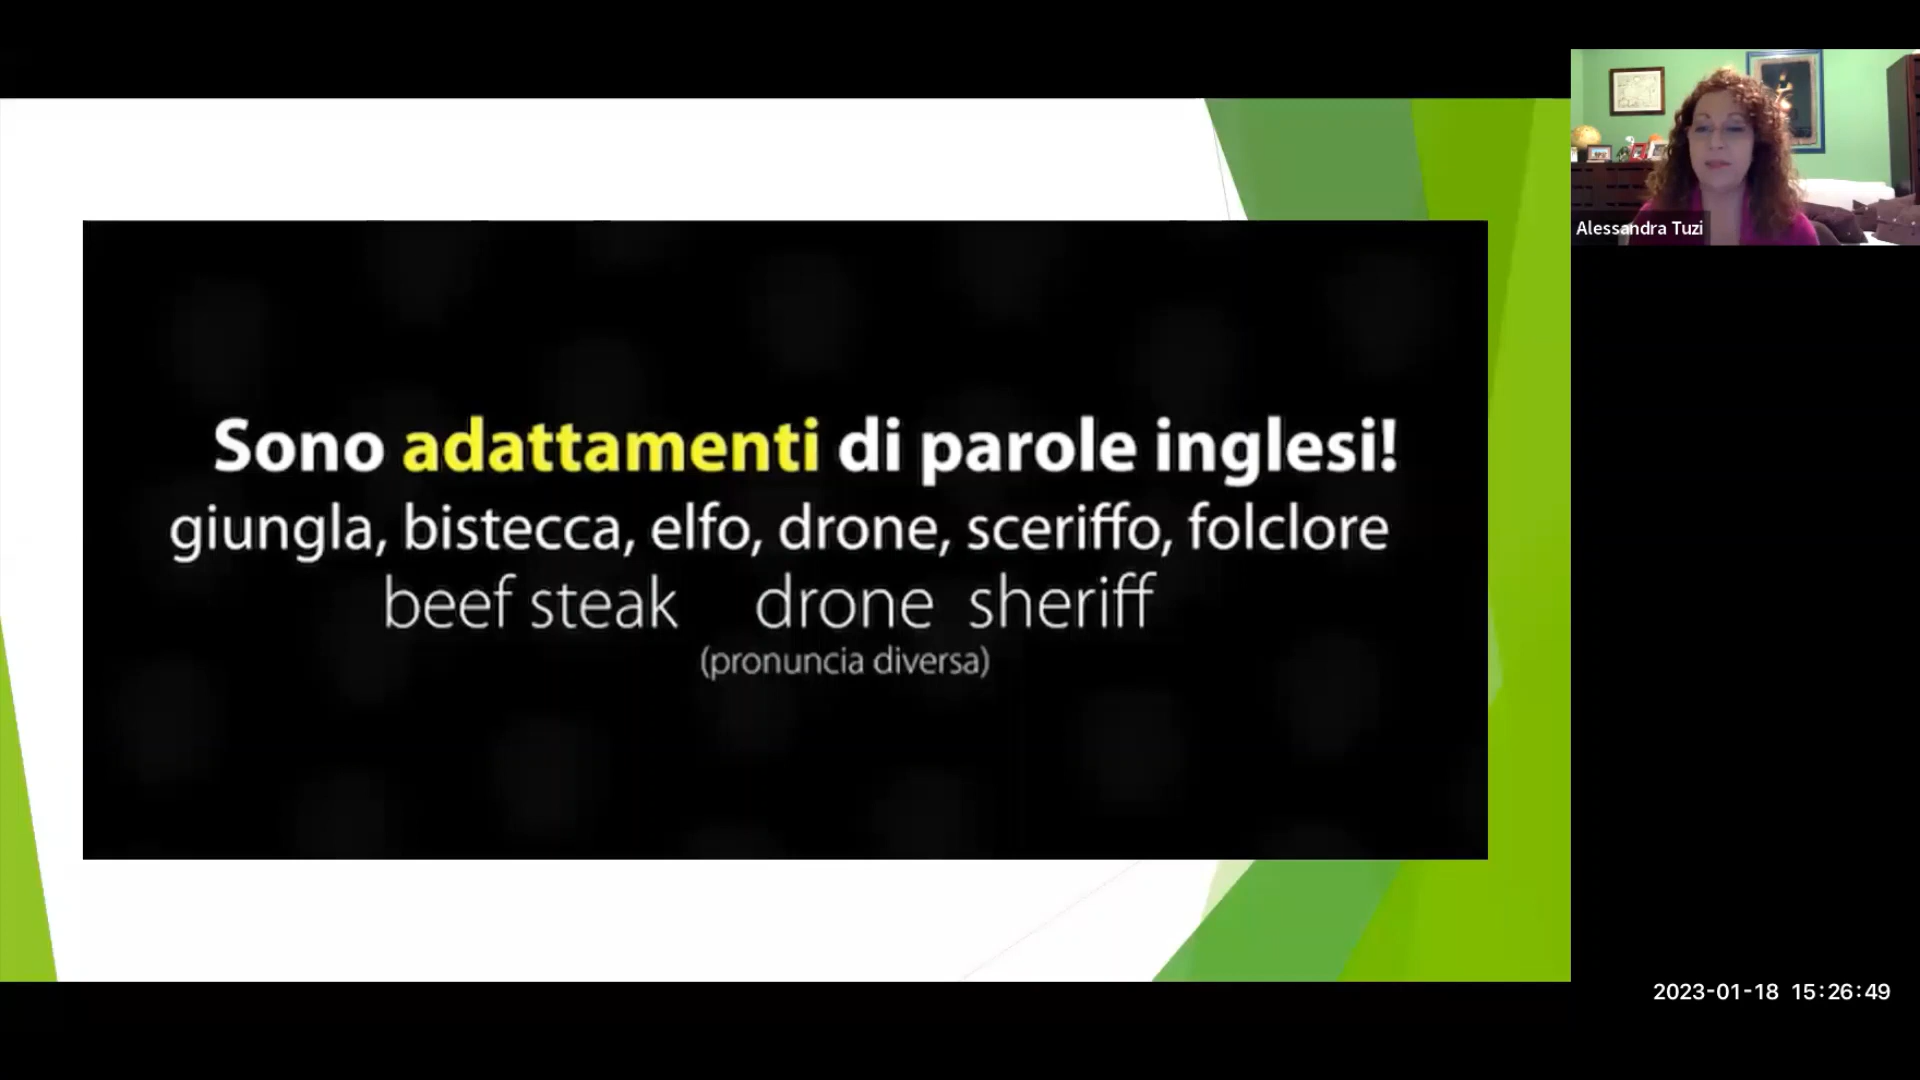 Sono adattamenti di parole inglesi!
giungla, bistecca, elfo, drone, sceriffo, folclore
beef steak drone sheriff
(pronuncia diversa)
Alessandra Tuzi
2023-01-18 15:26:49